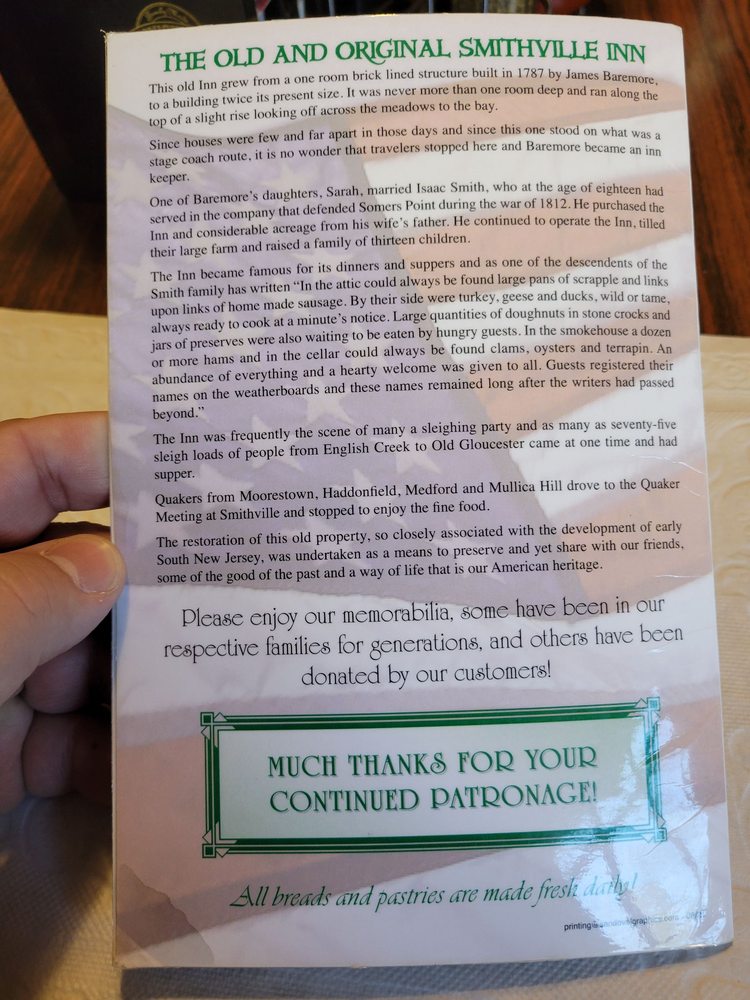 THE OLD AND ORIGINAL SMITHVILLE INN
This old Inn grew from a one room brick lined structure built in 1787 by James Baremore,
to a building twice its present size. It was never more than one room deep and ran along the
top of a slight rise looking off across the meadows to the bay.
Since houses were few and far apart in those days and since this one stood on what was a
stage coach route, it is no wonder that travelers stopped here and Baremore became an inn
keeper.
One of Baremore's daughters, Sarah, married Isaac Smith, who at the age of eighteen had
served in the company that defended Somers Point during the war of 1812. He purchased the
Inn and considerable acreage from his wife's father. He continued to operate the Inn, tilled
their large farm and raised a family of thirteen children.
The Inn became famous for its dinners and suppers and as one of the descendents of the
Smith family has written "In the attic could always be found large pans of scrapple and links
upon links of home made sausage. By their side were turkey, geese and ducks, wild or tame,
always ready to cook at a minute's notice. Large quantities of doughnuts in stone crocks and
jars of preserves were also waiting to be eaten by hungry guests. In the smokehouse a dozen
or more hams and in the cellar could always be found clams, oysters and terrapin. An
abundance of everything and a hearty welcome was given to all. Guests registered their
names on the weatherboards and these names remained long after the writers had passed
beyond."
The Inn was frequently the scene of many a sleighing party and as many as seventy-five
sleigh loads of people from English Creek to Old Gloucester came at one time and had
supper.
Quakers from Moorestown, Haddonfield, Medford and Mullica Hill drove to the Quaker
Meeting at Smithville and stopped to enjoy the fine food.
The restoration of this old property, so closely associated with the development of early
South New Jersey, was undertaken as a means to preserve and yet share with our friends,
some of the good of the past and a way of life that is our American heritage.
Please enjoy our memorabilia, some have been in our
respective families for generations, and others have been
donated by our customers!
MUCH THANKS FOR YOUR
CONTINUED PATRONAGE!
All breads and pastries are made fresh daily!